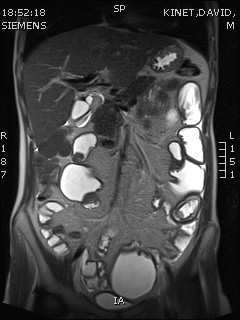 18:52:18
SIEMENS
SP
KINET,DAVID,
M
R
1
8
7
L
1
5
1
IA